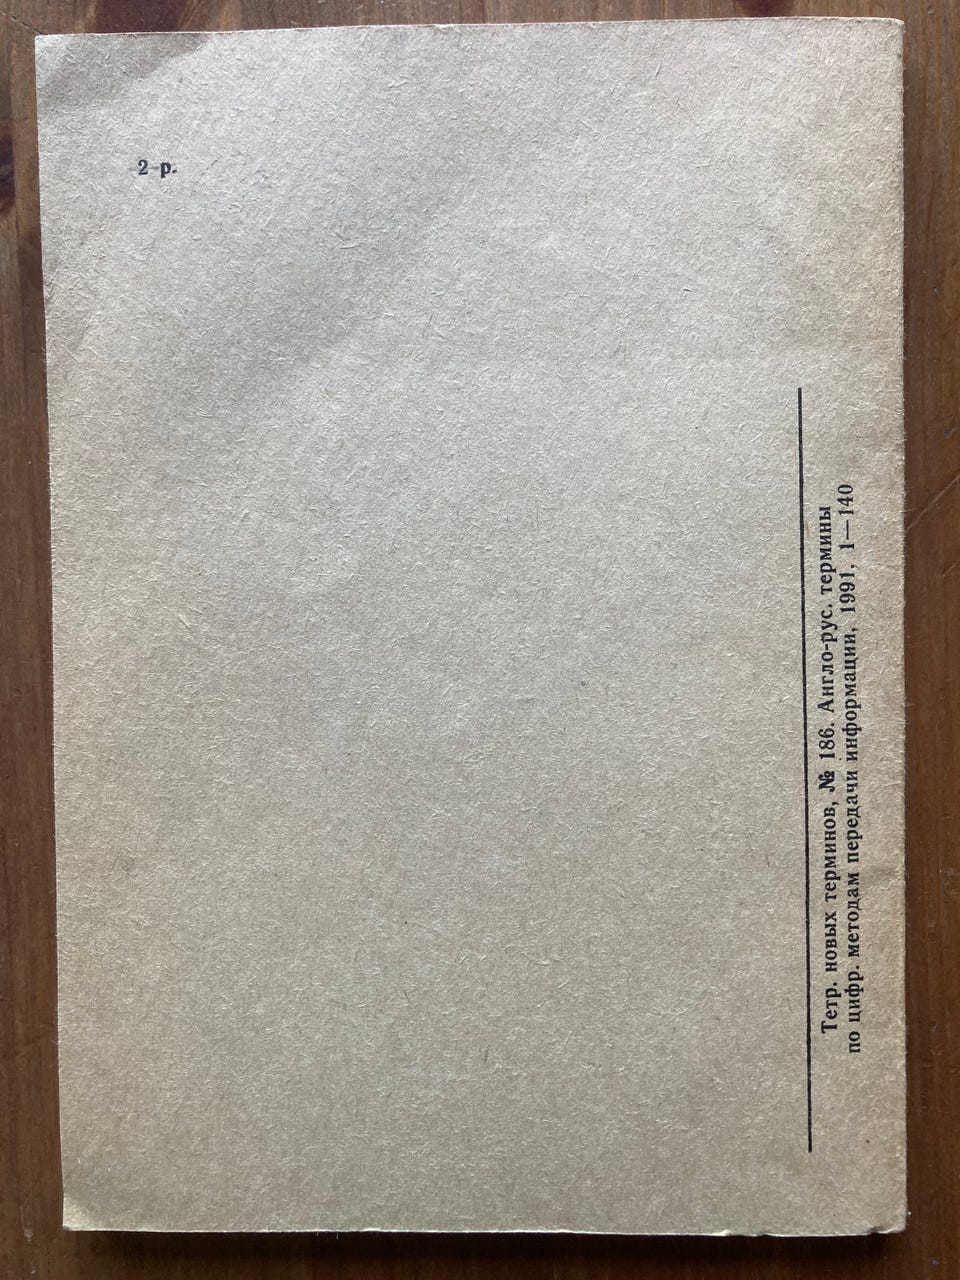 2 р.
Тетр. новых терминов, № 186. Англо-рус. термины
по цифр. методам передачи информации, 1991, 1—140